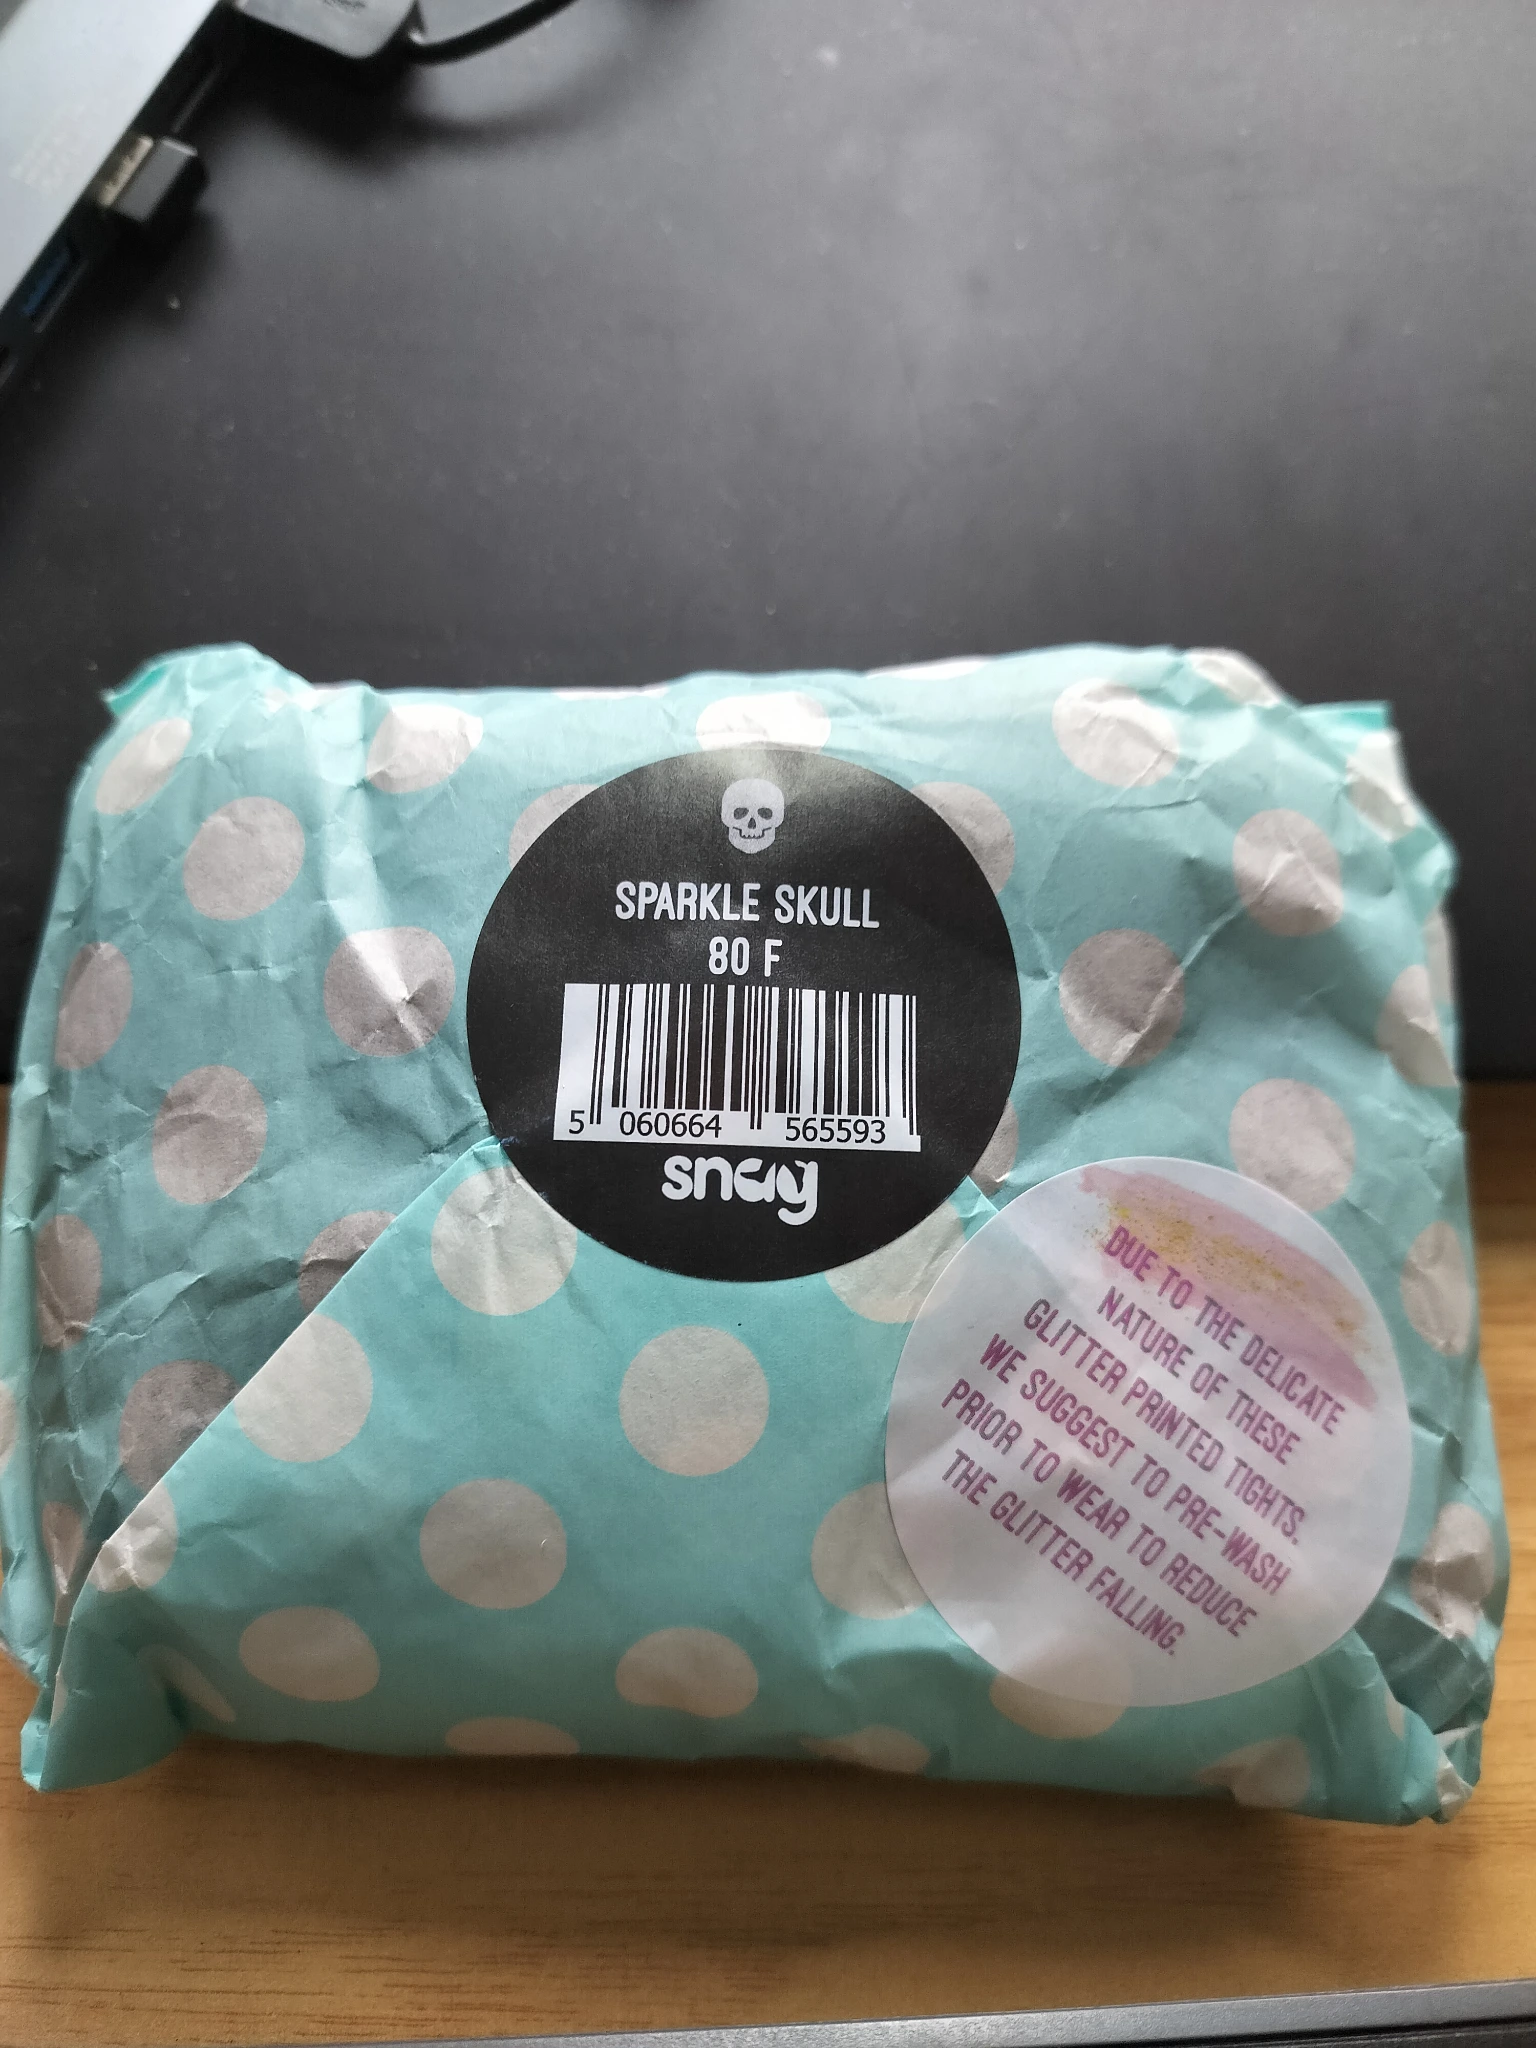 SPARKLE SKULL
80 F
5 060664 565593
snag
DUE TO THE DELICATE
NATURE OF THESE
GLITTER PRINTED TIGHTS.
WE SUGGEST TO PRE-WASH
PRIOR TO WEAR TO REDUCE
THE GLITTER FALLING.